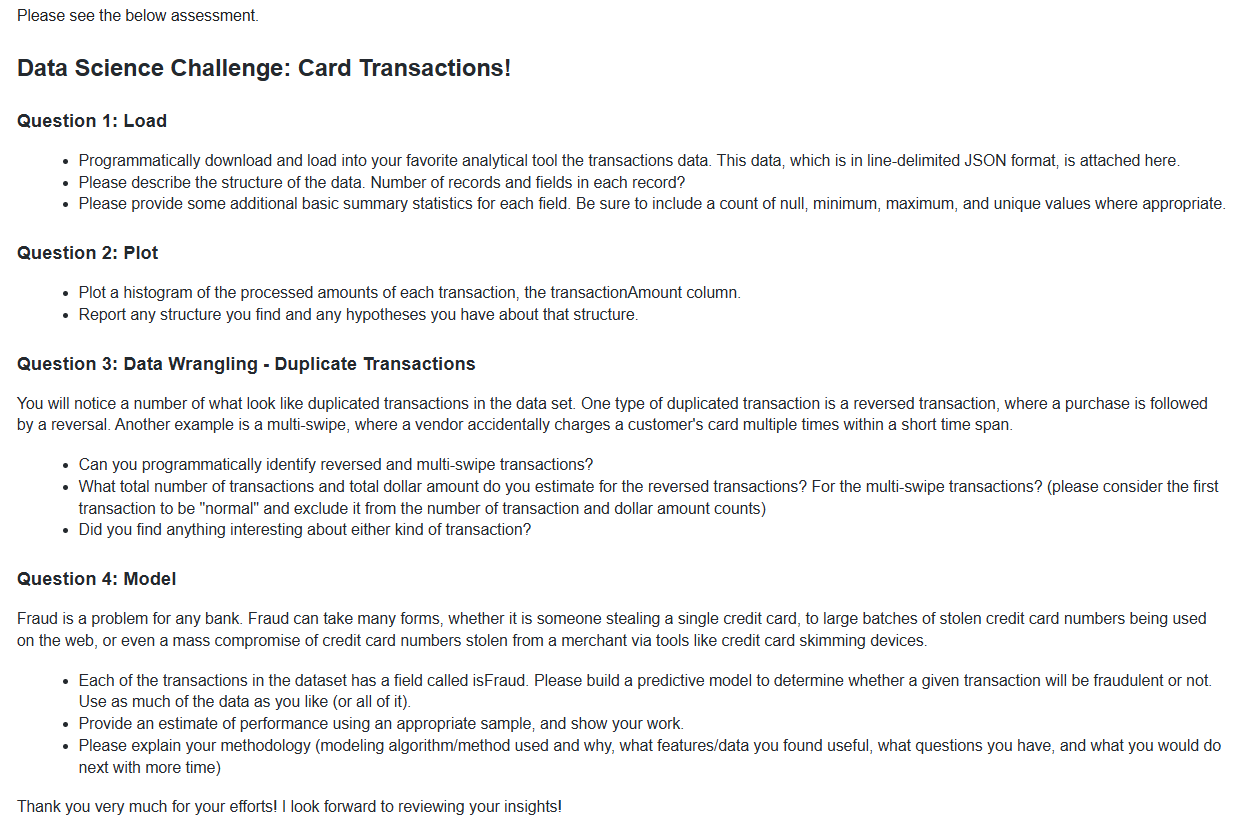 Please see the below assessment.
Data Science Challenge: Card Transactions!
Question 1: Load
• Programmatically download and load into your favorite analytical tool the transactions data. This data, which is in line-delimited JSON format, is attached here.
• Please describe the structure of the data. Number of records and fields in each record?
• Please provide some additional basic summary statistics for each field. Be sure to include a count of null, minimum, maximum, and unique values where appropriate.
Question 2: Plot
• Plot a histogram of the processed amounts of each transaction, the transactionAmount column.
• Report any structure you find and any hypotheses you have about that structure.
Question 3: Data Wrangling - Duplicate Transactions
You will notice a number of what look like duplicated transactions in the data set. One type of duplicated transaction is a reversed transaction, where a purchase is followed
by a reversal. Another example is a multi-swipe, where a vendor accidentally charges a customer's card multiple times within a short time span.
• Can you programmatically identify reversed and multi-swipe transactions?
• What total number of transactions and total dollar amount do you estimate for the reversed transactions? For the multi-swipe transactions? (please consider the first
transaction to be "normal" and exclude it from the number of transaction and dollar amount counts)
• Did you find anything interesting about either kind of transaction?
Question 4: Model
Fraud is a problem for any bank. Fraud can take many forms, whether it is someone stealing a single credit card, to large batches of stolen credit card numbers being used
on the web, or even a mass compromise of credit card numbers stolen from a merchant via tools like credit card skimming devices.
• Each of the transactions in the dataset has a field called isFraud. Please build a predictive model to determine whether a given transaction will be fraudulent or not.
Use as much of the data as you like (or all of it).
• Provide an estimate of performance using an appropriate sample, and show your work.
• Please explain your methodology (modeling algorithm/method used and why, what features/data you found useful, what questions you have, and what you would do
next with more time)
Thank you very much for your efforts! I look forward to reviewing your insights!